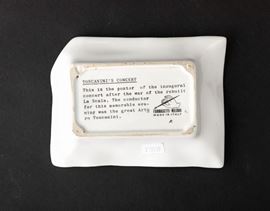 TOSCANINI'S CONCERT
This is the poster of the inaugural
concert after the war of the rebuilt
La Scala. The conductor
for this memorable eve-
ning was the great Artu
ro Toscanini.
FORNASETTI-MILANO
MADE IN ITALY